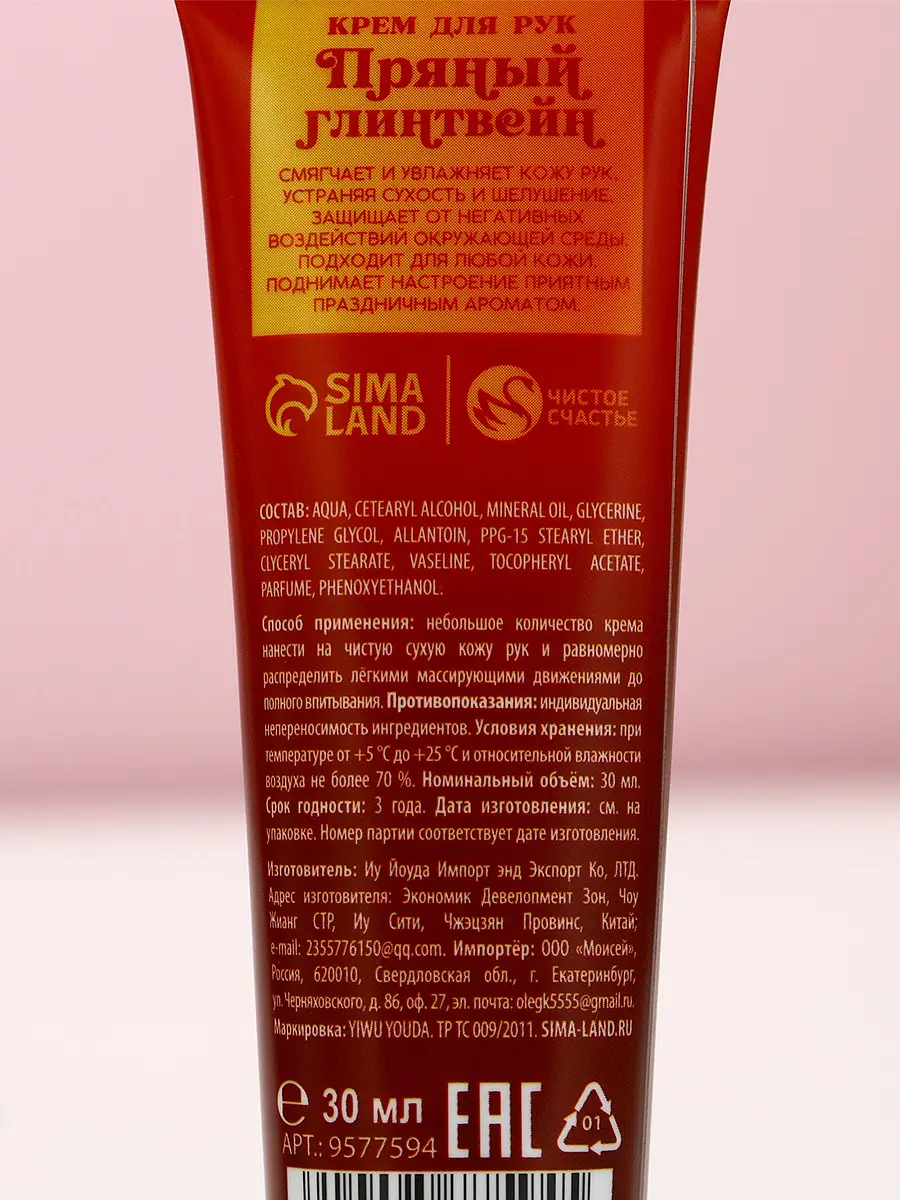 КРЕМ ДЛЯ РУК
Пряный
глинтвейн
СМЯГЧАЕТ И УВЛАЖНЯЕТ КОЖУ РУК,
УСТРАНЯЯ СУХОСТЬ И ШЕЛУШЕНИЕ,
ЗАЩИЩАЕТ ОТ НЕГАТИВНЫХ
ВОЗДЕЙСТВИЙ ОКРУЖАЮЩЕЙ СРЕДЫ.
ПОДХОДИТ ДЛЯ ЛЮБОЙ КОЖИ.
ПОДНИМАЕТ НАСТРОЕНИЕ ПРИЯТНЫМ
ПРАЗДНИЧНЫМ АРОМАТОМ.
SIMA
LAND
ЧИСТОЕ
СЧАСТЬЕ
СОСТАВ: AQUA, CETEARYL ALCOHOL, MINERAL OIL, GLYCERINE,
PROPYLENE GLYCOL, ALLANTOIN, PPG-15 STEARYL ETHER,
GLYCERYL STEARATE, VASELINE, TOCOPHERYL ACETATE,
PARFUME, PHENOXYETHANOL.
Способ применения: небольшое количество крема
нанести на чистую сухую кожу рук и равномерно
распределить лёгкими массирующими движениями до
полного впитывания. Противопоказания: индивидуальная
непереносимость ингредиентов. Условия хранения: при
температуре от +5 °C до +25 °C и относительной влажности
воздуха не более 70 %. Номинальный объём: 30 мл.
Срок годности: 3 года. Дата изготовления: см. на
упаковке. Номер партии соответствует дате изготовления.
Изготовитель: Иу Йоуда Импорт энд Экспорт Ко, ЛТД.
Адрес изготовителя: Экономик Девелопмент Зон, Чоу
Жианг СТР, Иу Сити, Чжэцзян Провинс, Китай;
e-mail: 2355776150@qq.com. Импортёр: ООО «Моисей»,
Россия, 620010, Свердловская обл., г. Екатеринбург,
ул. Черняховского, д. 86, оф. 27, эл. почта: olegk5555@gmail.ru.
Маркировка: YIWU YOUDA. ТР ТС 009/2011. SIMA-LAND.RU
e 30 мл
АРТ.: 9577594
EAC
01